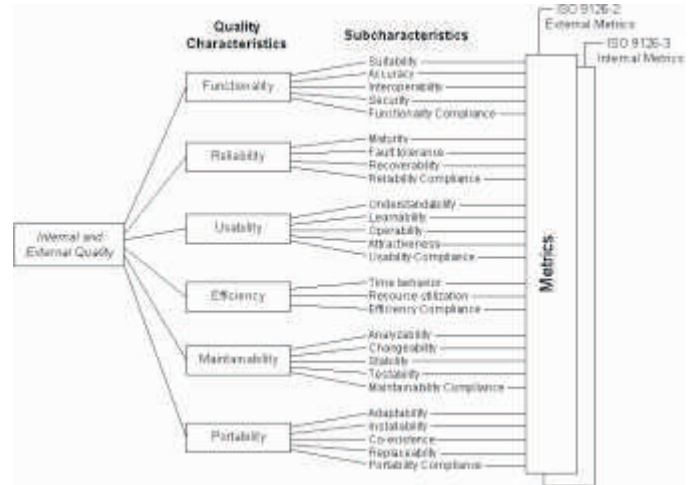 Quality
Characteristics
Subcharacteristics
ISO 9126-2
External Metrics
ISO 9126-3
Internal Metrics
Internal and
External Quality
Functionality
Suitability
Accuracy
Interoperability
Security
Functionality Compliance
Reliability
Maturity
Fault tolerance
Recoverability
Reliability Compliance
Usability
Understandability
Learnability
Operability
Attractiveness
Usability Compliance
Efficiency
Time behavior
Resource utilization
Efficiency Compliance
Maintainability
Analyzability
Changeability
Stability
Testability
Maintainability Compliance
Portability
Adaptability
Installability
Co-existence
Replaceability
Portability Compliance
Metrics